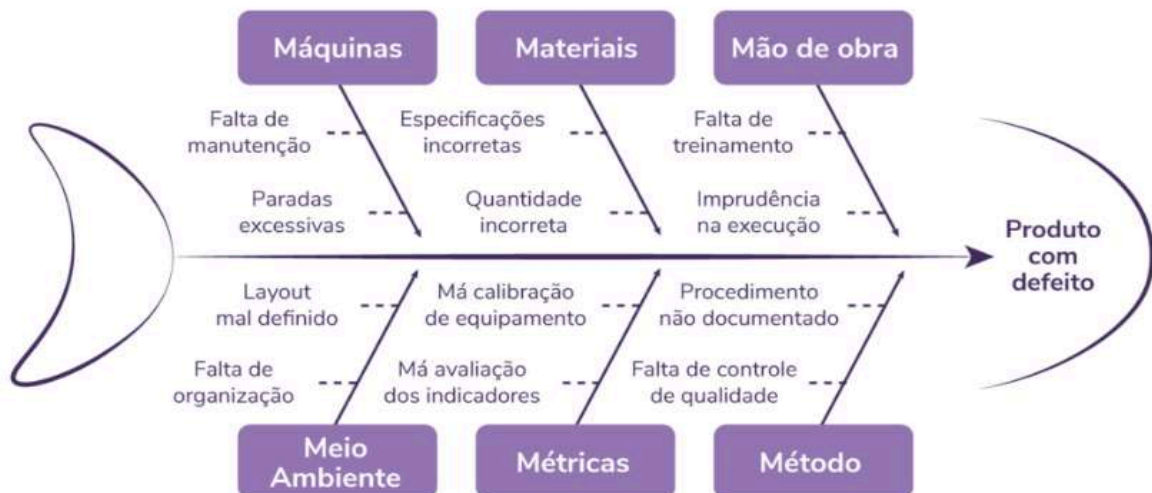 Máquinas
Materiais
Mão de obra
Falta de
manutenção
Especificações
incorretas
Falta de
treinamento
Paradas
excessivas
Quantidade
incorreta
Imprudência
na execução
Produto
com
defeito
Layout
mal definido
Má calibração
de equipamento
Procedimento
não documentado
Falta de
organização
Má avaliação
dos indicadores
Falta de controle
de qualidade
Meio
Ambiente
Métricas
Método